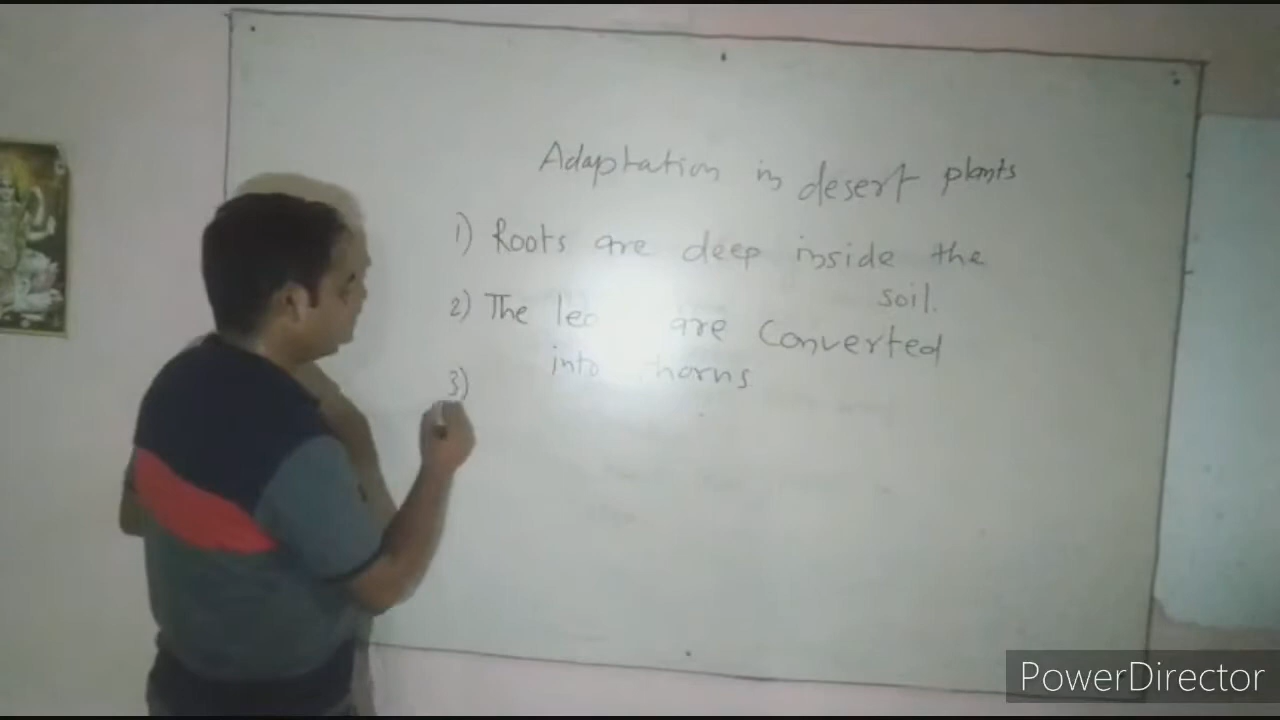 Adaptation in desert plants
1) Roots are deep inside the
soil.
2) The are converted
into thorns
3)
PowerDirector